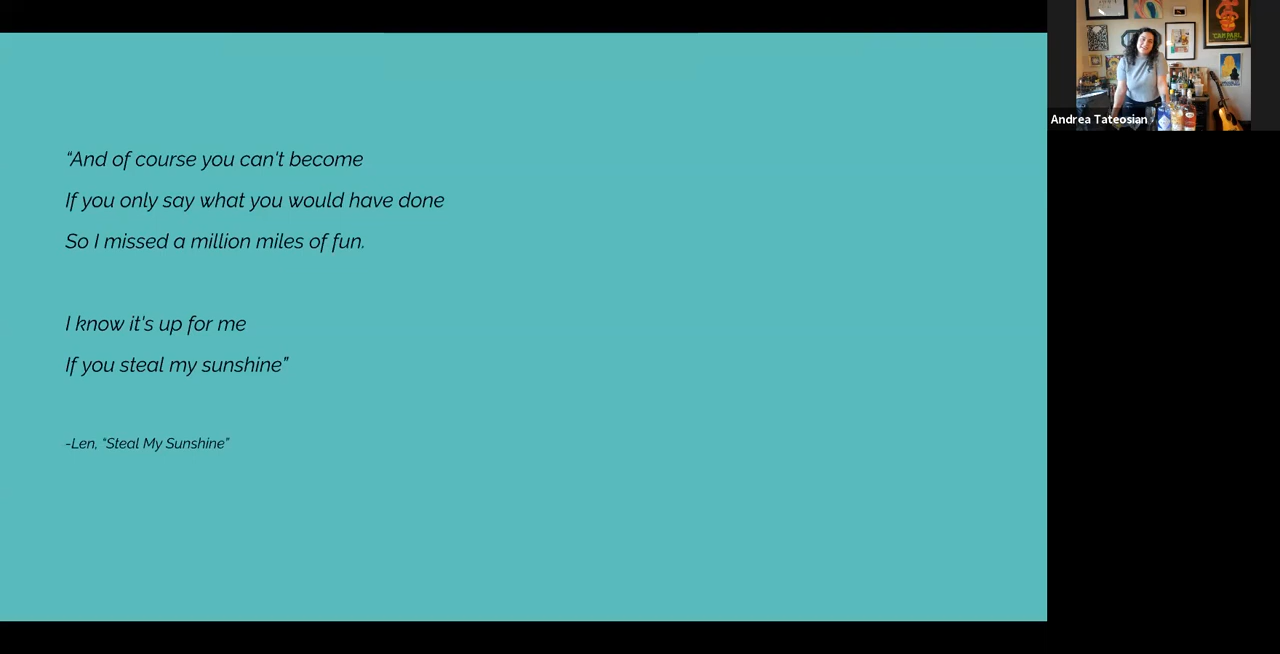 “And of course you can't become
If you only say what you would have done
So I missed a million miles of fun.
I know it's up for me
If you steal my sunshine”
-Len, “Steal My Sunshine”
CAMPARI
Andrea Tateosian